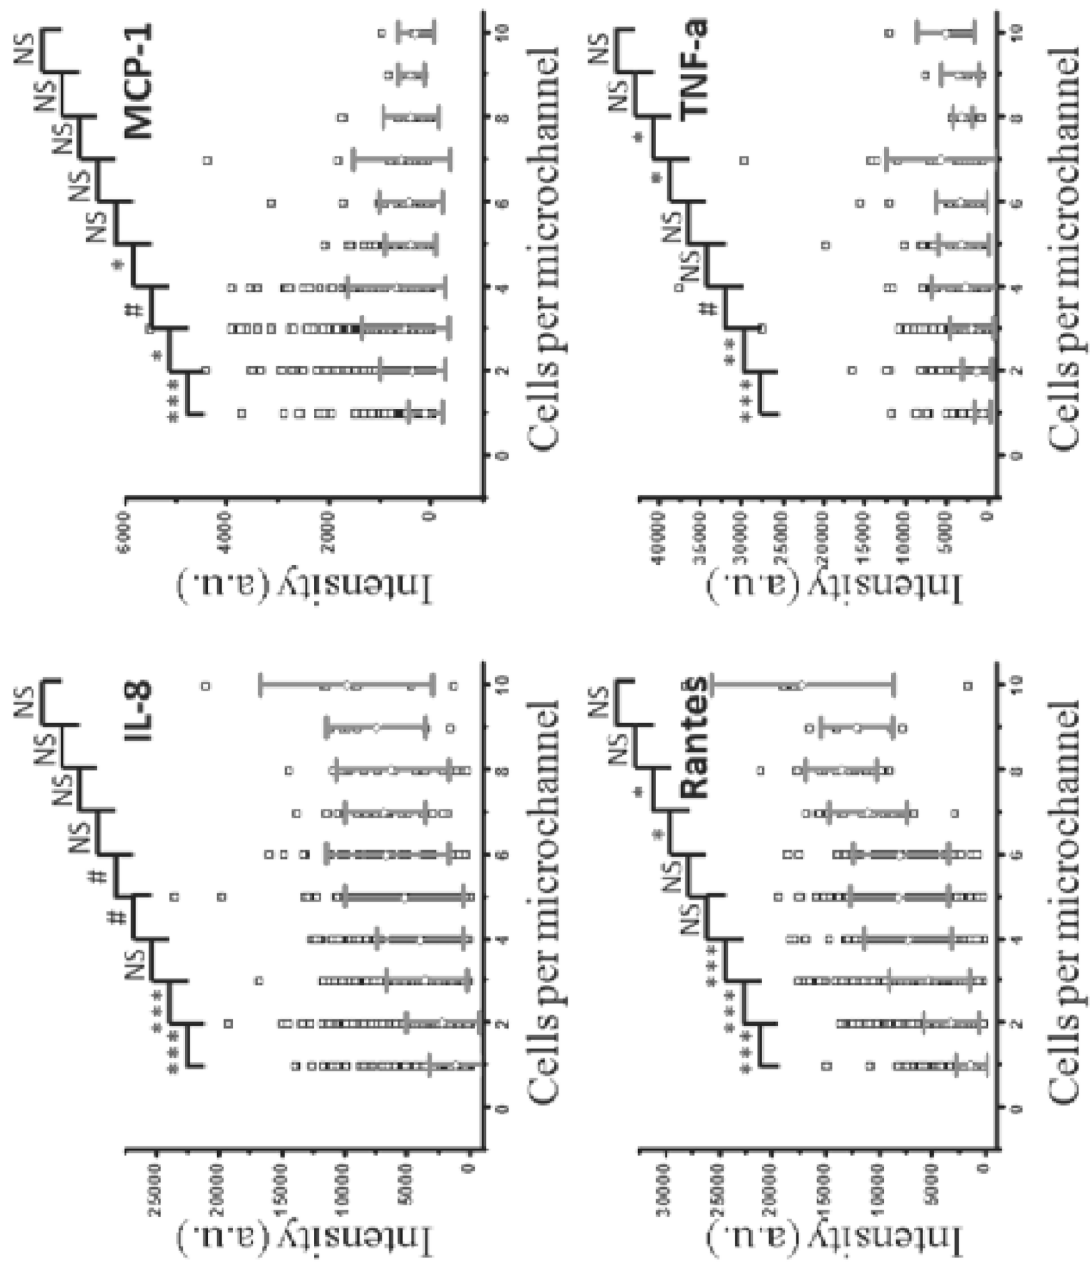 IL-8
Intensity (a.u.)
25000
20000
15000
10000
5000
0
*** *** NS # # NS NS NS NS
0 2 4 6 8 10
Cells per microchannel
MCP-1
Intensity (a.u.)
6000
4000
2000
0
*** * # * NS NS NS NS NS
0 2 4 6 8 10
Cells per microchannel
Rantes
Intensity (a.u.)
30000
25000
20000
15000
10000
5000
0
*** *** *** NS NS * * NS NS
0 2 4 6 8 10
Cells per microchannel
TNF-a
Intensity (a.u.)
40000
35000
30000
25000
20000
15000
10000
5000
0
*** ** # NS NS * * NS NS
0 2 4 6 8 10
Cells per microchannel